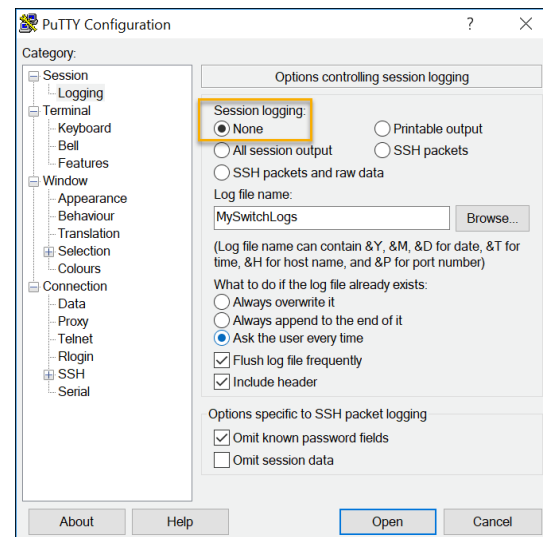 PuTTY Configuration
?
Category:
Session
Logging
Terminal
Keyboard
Bell
Features
Window
Appearance
Behaviour
Translation
Selection
Colours
Connection
Data
Proxy
Telnet
Rlogin
SSH
Serial
Options controlling session logging
Session logging:
None
Printable output
All session output
SSH packets
SSH packets and raw data
Log file name:
MySwitchLogs
Browse...
(Log file name can contain &Y, &M, &D for date, &T for
time, &H for host name, and &P for port number)
What to do if the log file already exists:
Always overwrite it
Always append to the end of it
Ask the user every time
Flush log file frequently
Include header
Options specific to SSH packet logging
Omit known password fields
Omit session data
About
Help
Open
Cancel